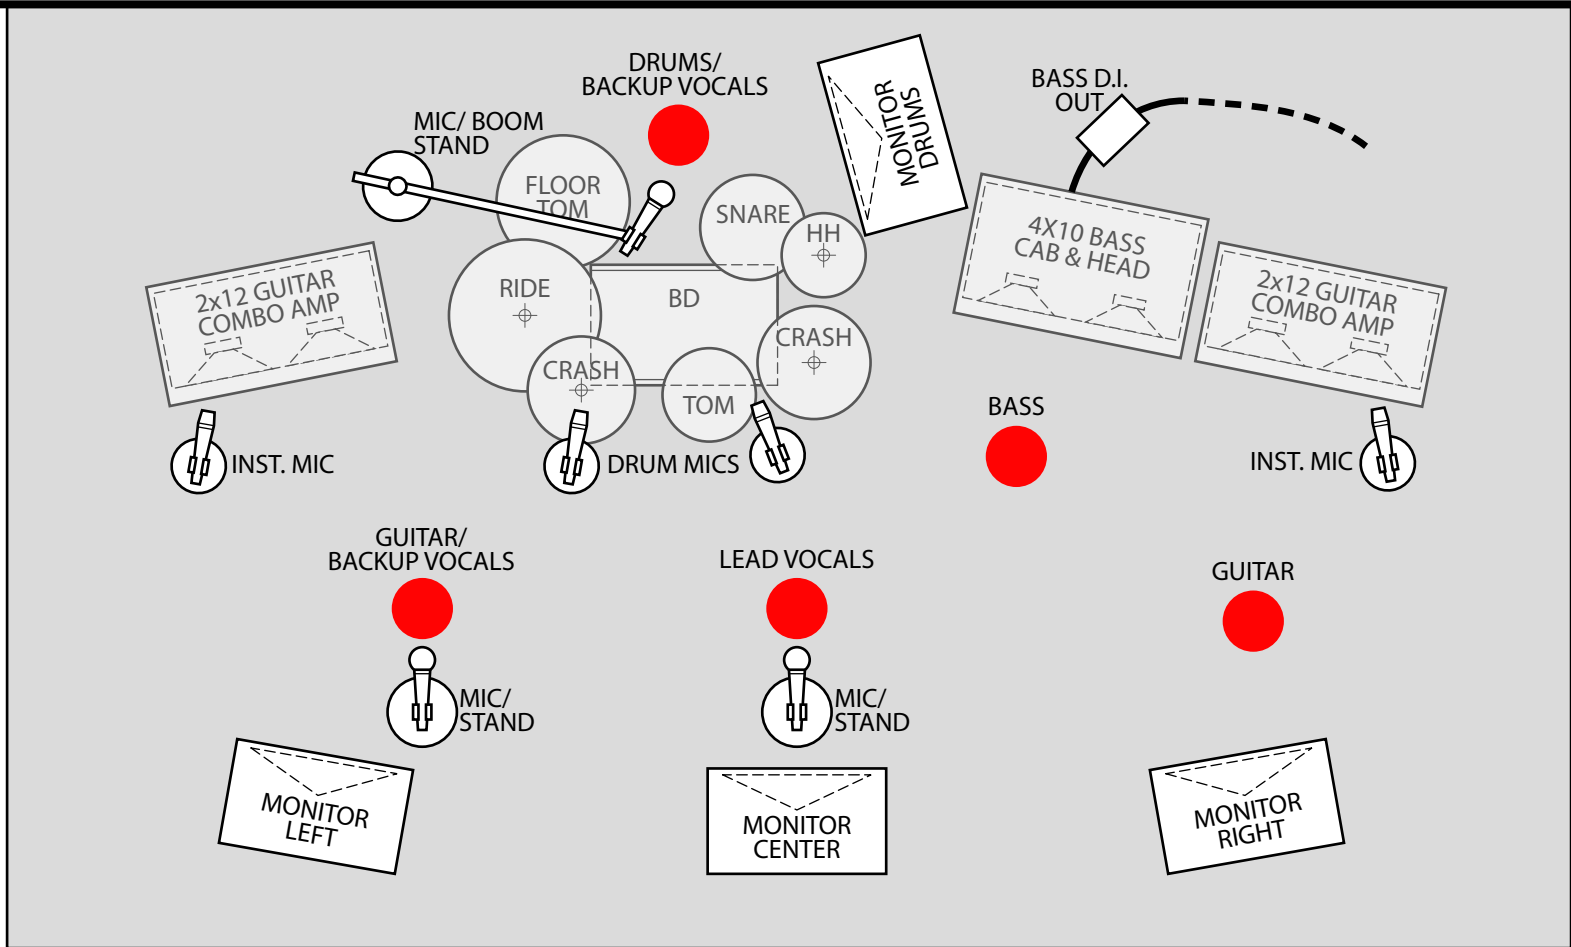 DRUMS/
BACKUP VOCALS
MIC/ BOOM
STAND
MONITOR
DRUMS
BASS D.I.
OUT
FLOOR
TOM
SNARE
HH
4X10 BASS
CAB & HEAD
2x12 GUITAR
COMBO AMP
RIDE
BD
2x12 GUITAR
COMBO AMP
CRASH
CRASH
TOM
BASS
INST. MIC
DRUM MICS
INST. MIC
GUITAR/
BACKUP VOCALS
LEAD VOCALS
GUITAR
MIC/
STAND
MIC/
STAND
MONITOR
LEFT
MONITOR
CENTER
MONITOR
RIGHT